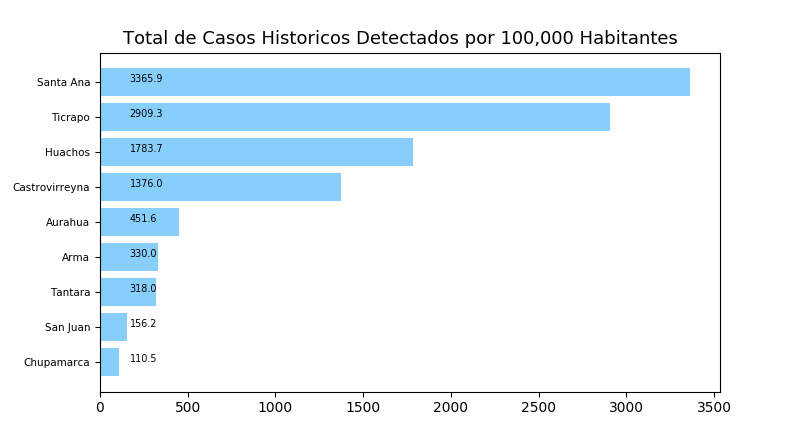 Total de Casos Historicos Detectados por 100,000 Habitantes
Santa Ana 3365.9
Ticrapo 2909.3
Huachos 1783.7
Castrovirreyna 1376.0
Aurahua 451.6
Arma 330.0
Tantara 318.0
San Juan 156.2
Chupamarca 110.5
0 500 1000 1500 2000 2500 3000 3500